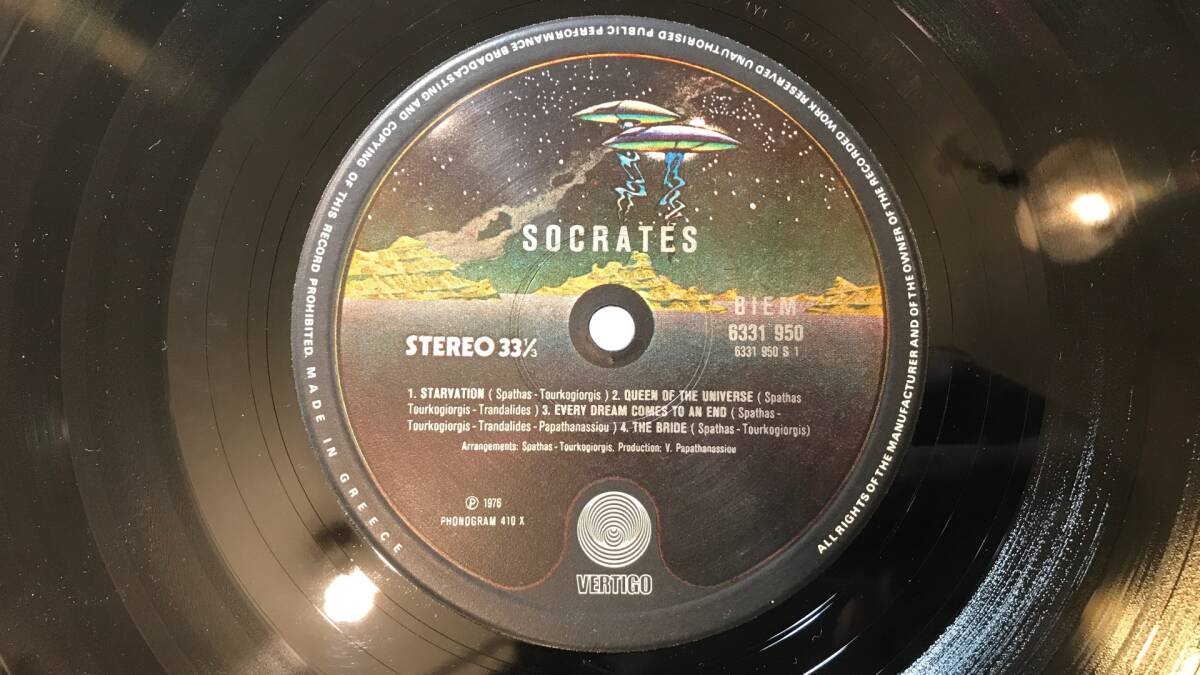 ALL RIGHTS OF THE MANUFACTURER AND OF THE OWNER OF THE RECORDED WORK RESERVED UNAUTHORISED PUBLIC PERFORMANCE BROADCASTING AND COPYING OF THIS RECORD PROHIBITED. MADE IN GREECE
SOCRATES
BIEM
6331 950
6331 950 S 1
STEREO 33⅓
1. STARVATION ( Spathas - Tourkogiorgis ) 2. QUEEN OF THE UNIVERSE ( Spathas
Tourkogiorgis - Trandalides ) 3. EVERY DREAM COMES TO AN END ( Spathas -
Tourkogiorgis - Trandalides - Papathanassiou ) 4. THE BRIDE ( Spathas - Tourkogiorgis)
Arrangements: Spathas - Tourkogiorgis, Production: V. Papathanassiou
℗ 1976
PHONOGRAM 410 X
VERTIGO